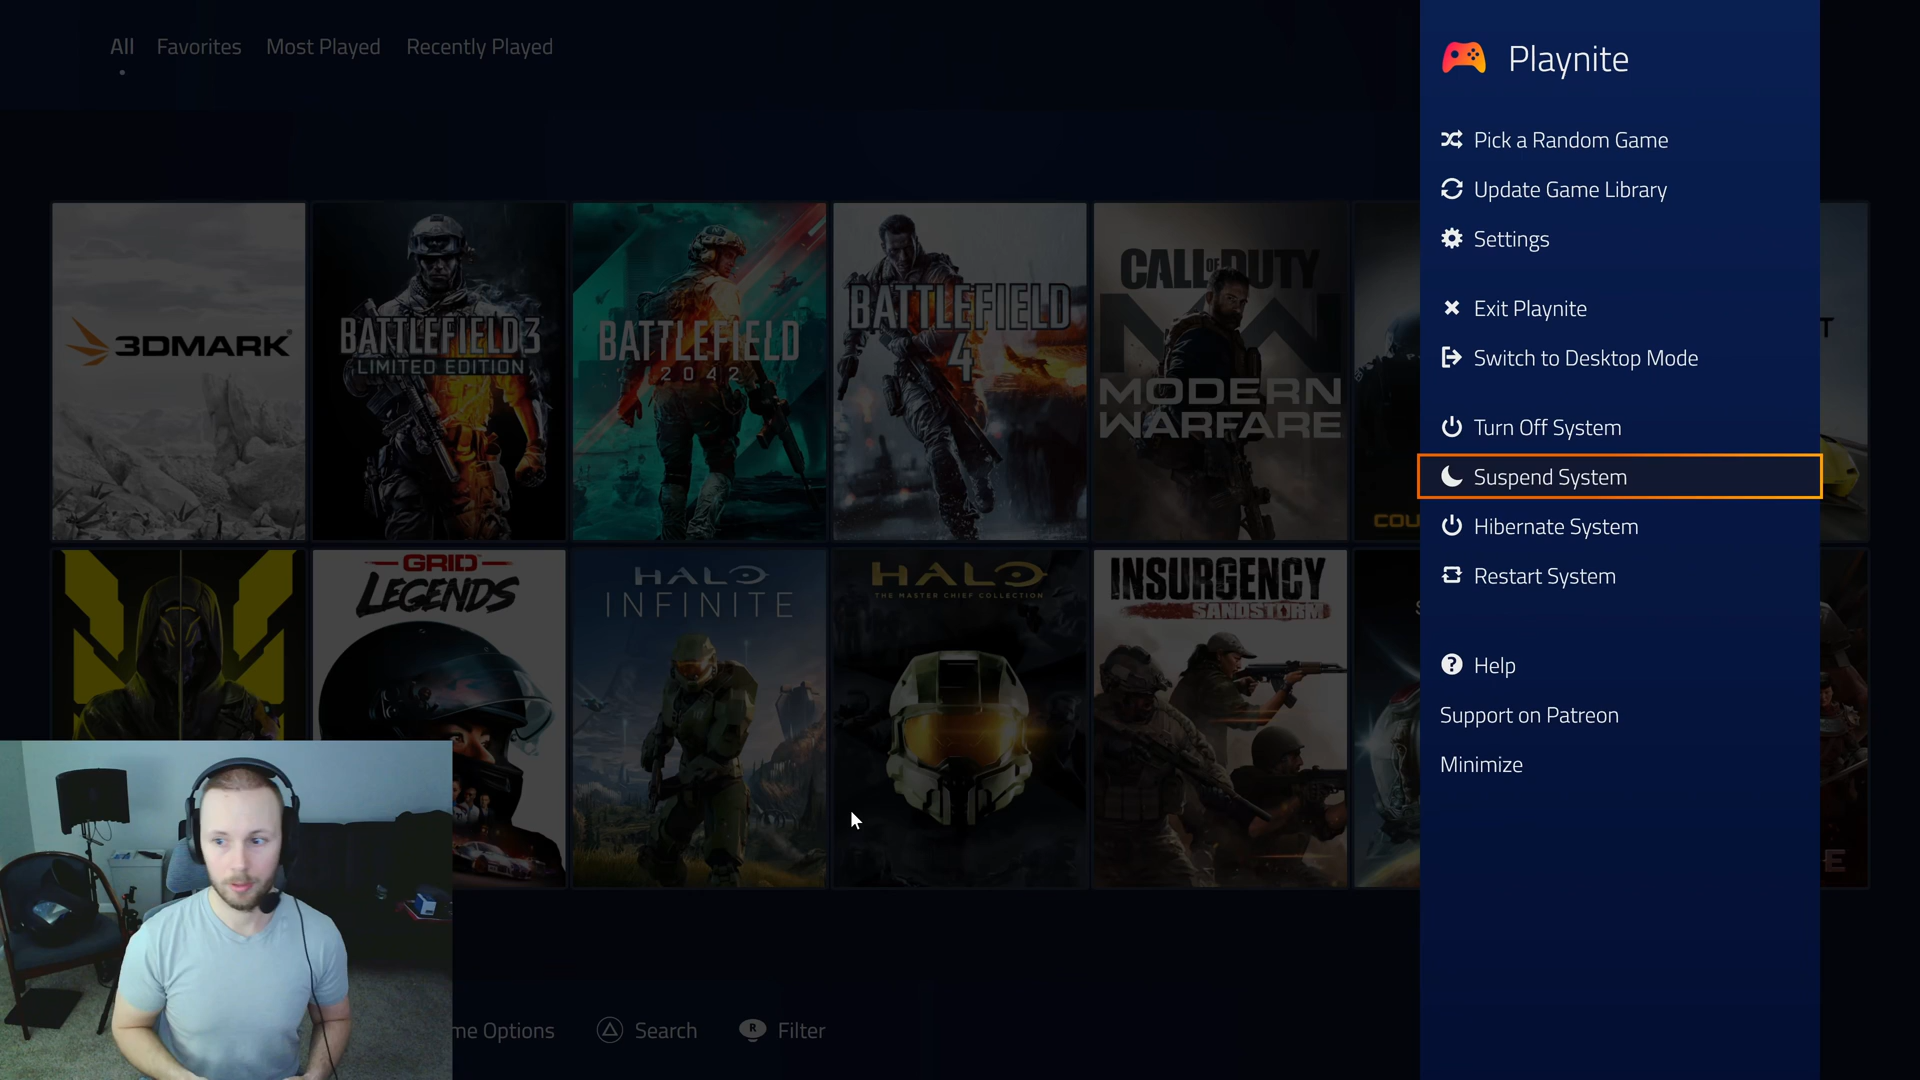 All Favorites Most Played Recently Played
Playnite
Pick a Random Game
Update Game Library
Settings
Exit Playnite
Switch to Desktop Mode
Turn Off System
Suspend System
Hibernate System
Restart System
Help
Support on Patreon
Minimize
3DMARK
BATTLEFIELD 3
LIMITED EDITION
BATTLEFIELD
2042
BATTLEFIELD
4
CALL OF DUTY
MODERN
WARFARE
COU
T
GRID
LEGENDS
HALO
INFINITE
HALO
THE MASTER CHIEF COLLECTION
INSURGENCY
SANDSTORM
S
E
me Options
Search
R Filter